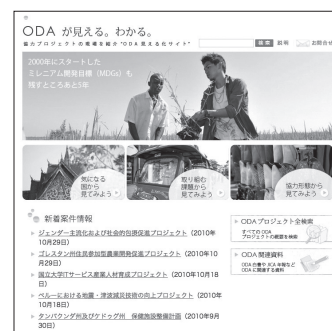 ODA が見える。わかる。
協力プロジェクトの現場を紹介 "ODA 見える化サイト"
検索 説明 お問合せ
2000年にスタートした
ミレニアム開発目標（MDGs）も
残すところあと5年
気になる
国から
見てみよう
取り組む
課題から
見てみよう
協力形態から
見てみよう
新着案件情報
ジェンダー主流化および社会的包摂促進プロジェクト（2010年
10月29日）
ゴレスタン州住民参加型農業開発促進プロジェクト（2010年10
月29日）
国立大学ITサービス産業人材育成プロジェクト（2010年10月18
日）
ペルーにおける地震・津波減災技術の向上プロジェクト（2010年
10月18日）
タンバクンダ州及びケドゥグ州 保健施設整備計画（2010年9月
30日）
ODAプロジェクト全検索
すべてのODA
プロジェクトの概要を検索
ODA 関連資料
ODA 白書やJICA 年報など
ODA に関連する資料